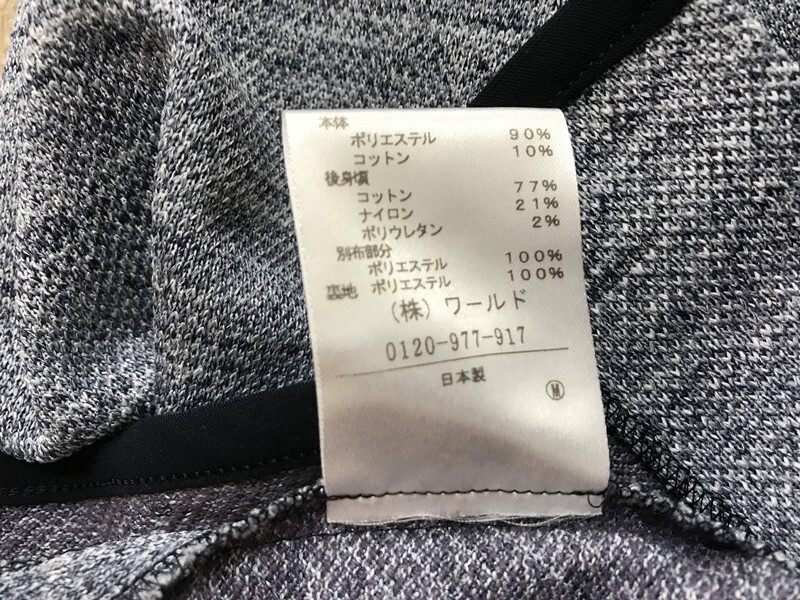 本体
ポリエステル 90%
コットン 10%
後身頃
コットン 77%
ナイロン 21%
ポリウレタン 2%
別布部分
ポリエステル 100%
裏地 ポリエステル 100%
(株)ワールド
0120-977-917
日本製
Ⓜ